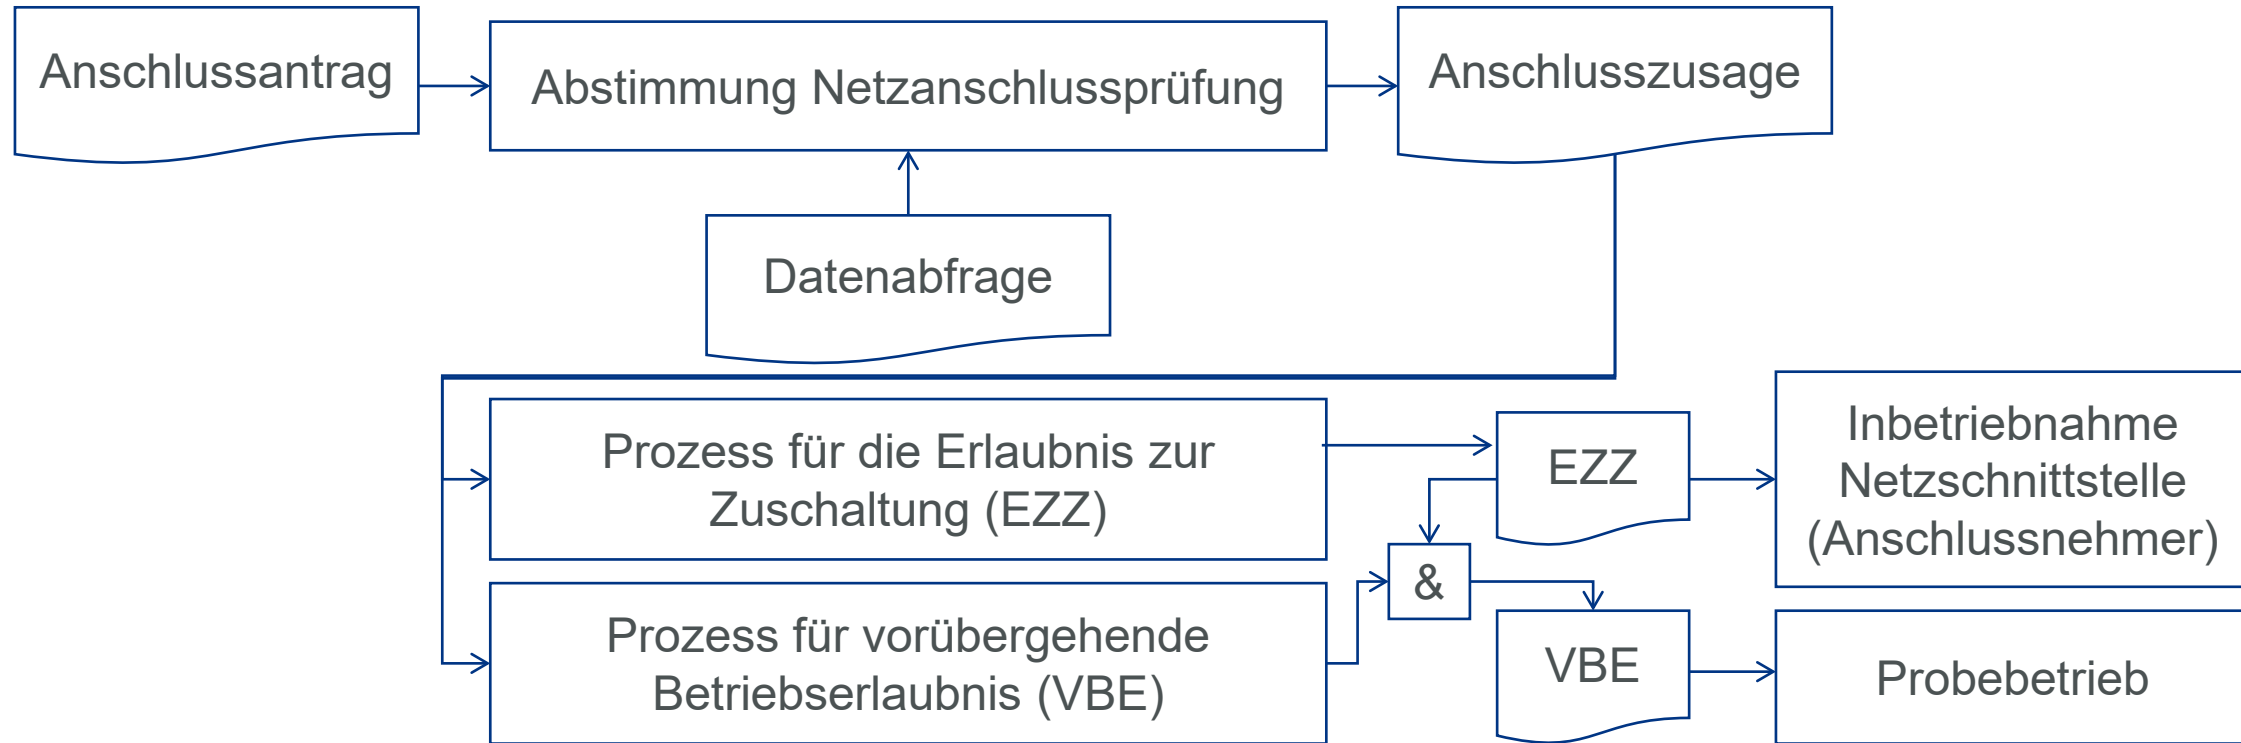 Anschlussantrag
Abstimmung Netzanschlussprüfung
Anschlusszusage
Datenabfrage
Prozess für die Erlaubnis zur
Zuschaltung (EZZ)
EZZ
Inbetriebnahme
Netzschnittstelle
(Anschlussnehmer)
&
Prozess für vorübergehende
Betriebserlaubnis (VBE)
VBE
Probebetrieb